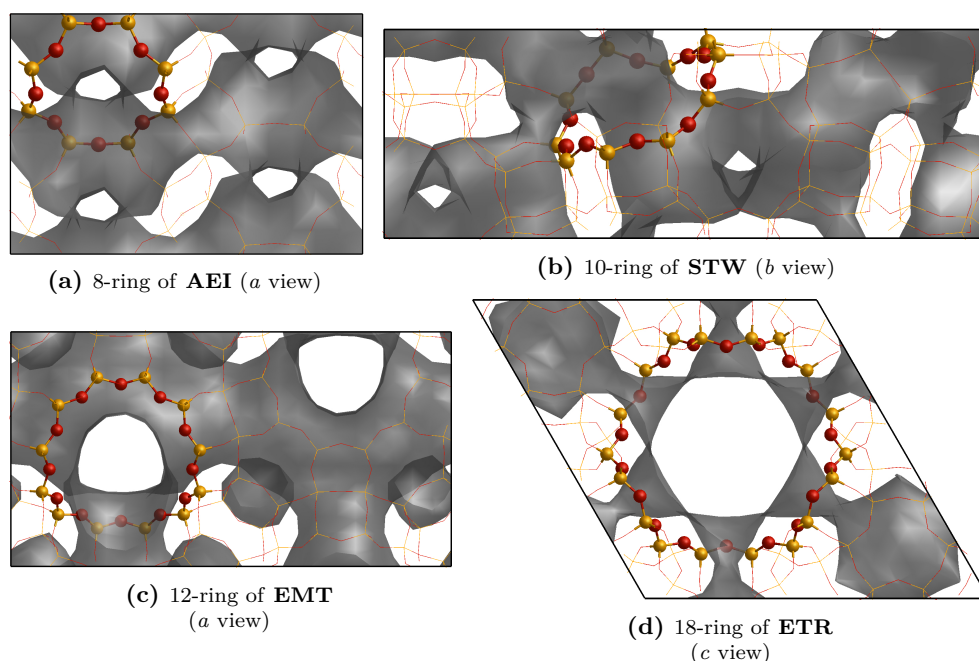 (a) 8-ring of AEI (a view)
(b) 10-ring of STW (b view)
(c) 12-ring of EMT
(a view)
(d) 18-ring of ETR
(c view)